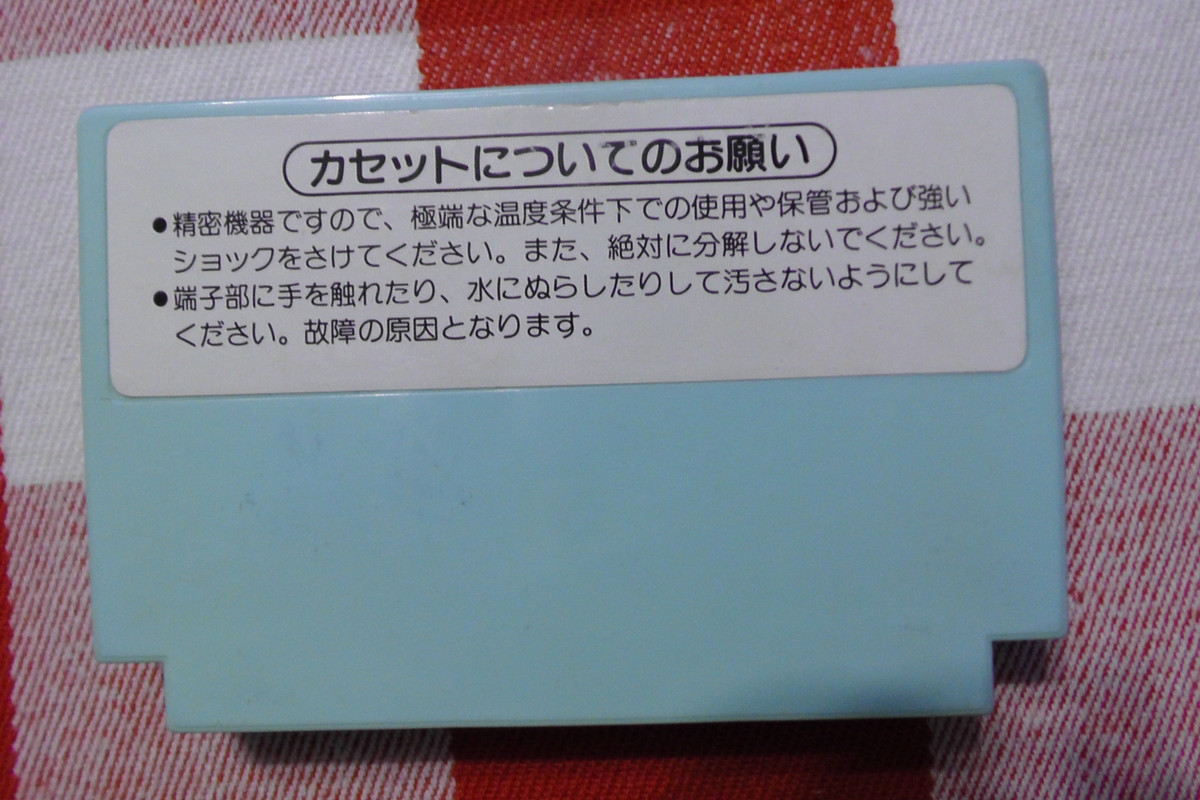 カセットについてのお願い
●精密機器ですので、極端な温度条件下での使用や保管および強い
ショックをさけてください。また、絶対に分解しないでください。
●端子部に手を触れたり、水にぬらしたりして汚さないようにして
ください。故障の原因となります。